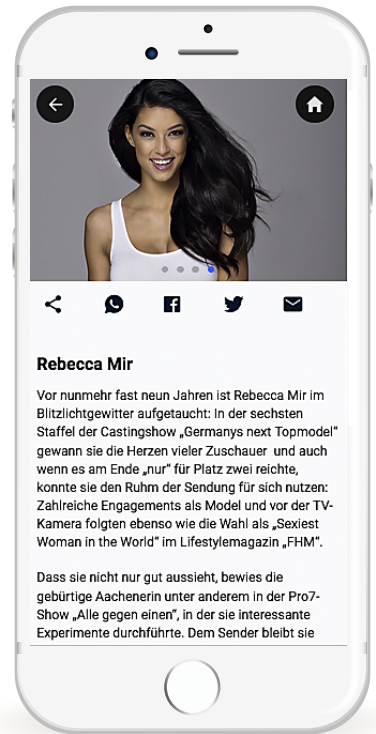 Rebecca Mir
Vor nunmehr fast neun Jahren ist Rebecca Mir im
Blitzlichtgewitter aufgetaucht: In der sechsten
Staffel der Castingshow „Germanys next Topmodel“
gewann sie die Herzen vieler Zuschauer und auch
wenn es am Ende „nur“ für Platz zwei reichte,
konnte sie den Ruhm der Sendung für sich nutzen:
Zahlreiche Engagements als Model und vor der TV-
Kamera folgten ebenso wie die Wahl als „Sexiest
Woman in the World“ im Lifestylemagazin „FHM“.
Dass sie nicht nur gut aussieht, bewies die
gebürtige Aachenerin unter anderem in der Pro7-
Show „Alle gegen einen“, in der sie interessante
Experimente durchführte. Dem Sender bleibt sie